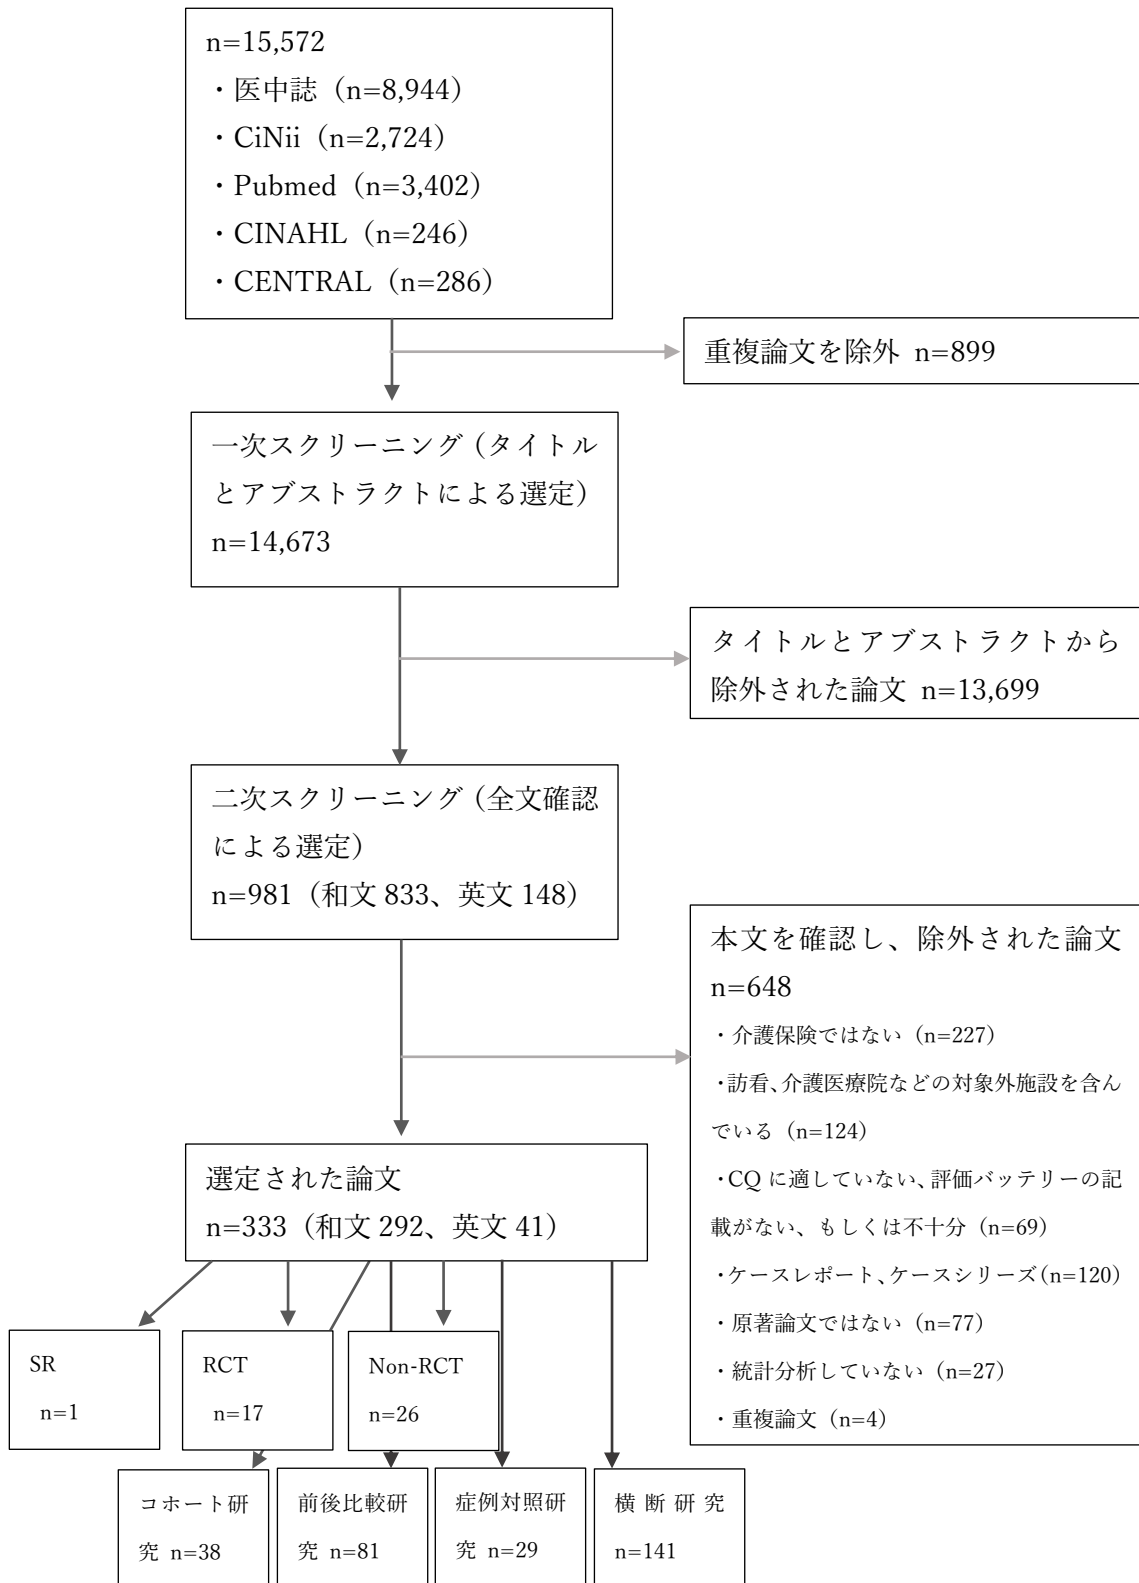 n=15,572
・医中誌（n=8,944）
・CiNii（n=2,724）
・Pubmed（n=3,402）
・CINAHL（n=246）
・CENTRAL（n=286）
重複論文を除外 n=899
一次スクリーニング（タイトル
とアブストラクトによる選定）
n=14,673
タイトルとアブストラクトから
除外された論文 n=13,699
二次スクリーニング（全文確認
による選定）
n=981（和文 833、英文 148）
本文を確認し、除外された論文
n=648
・介護保険ではない（n=227）
・訪看、介護医療院などの対象外施設を含ん
でいる（n=124）
・CQ に適していない、評価バッテリーの記
載がない、もしくは不十分（n=69）
・ケースレポート、ケースシリーズ（n=120）
・原著論文ではない（n=77）
・統計分析していない（n=27）
・重複論文（n=4）
選定された論文
n=333（和文 292、英文 41）
SR
n=1
RCT
n=17
Non-RCT
n=26
コホート研
究 n=38
前後比較研
究 n=81
症例対照研
究 n=29
横断研究
n=141